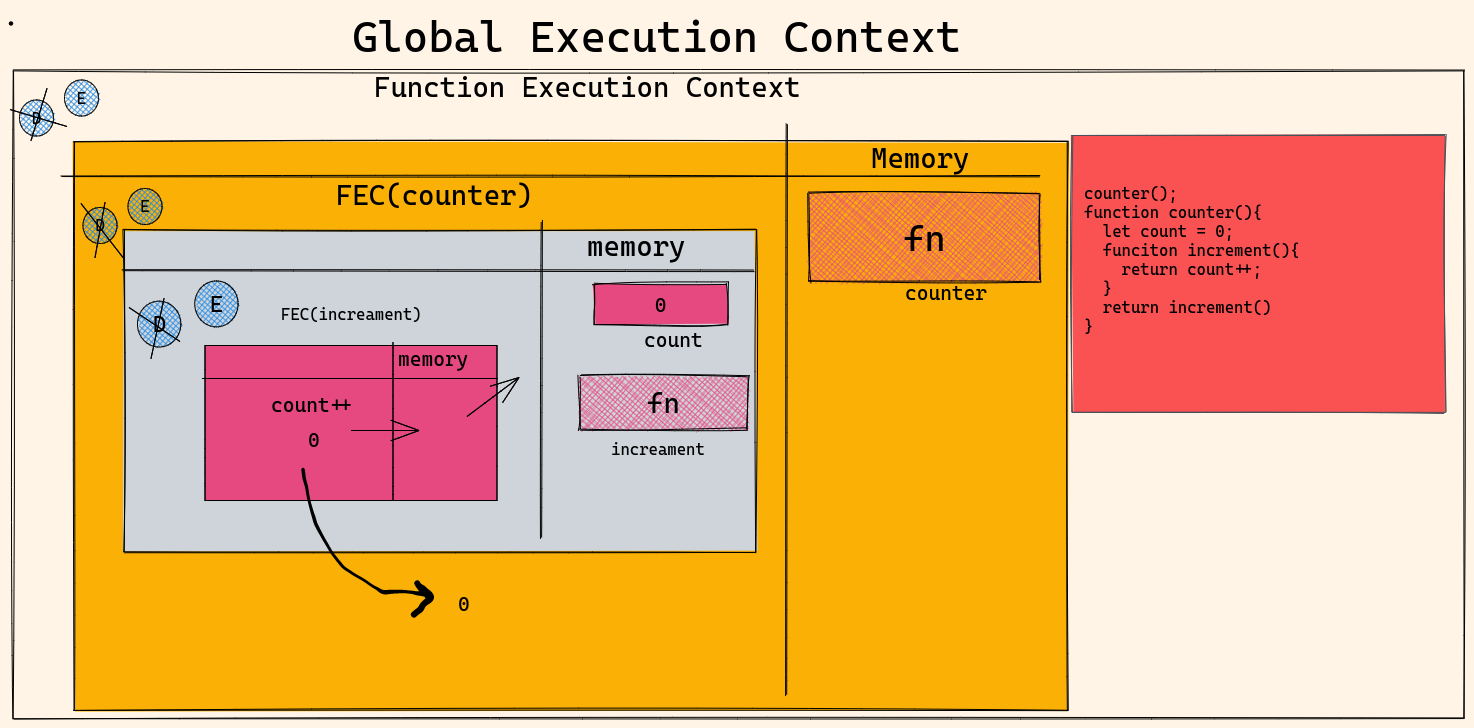 Global Execution Context
Function Execution Context
E
D
Memory
FEC(counter)
E
D
memory
fn
counter
counter();
function counter(){
  let count = 0;
  funciton increment(){
    return count++;
  }
  return increment()
}
E
D
FEC(increament)
0
count
memory
count++
0
fn
increament
0